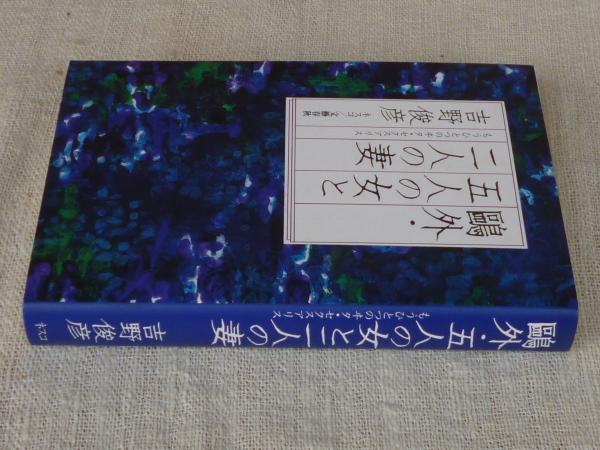 鷗外・
五人の女と
二人の妻
もうひとつのヰタ・セクスアリス
吉野俊彦
ネスコ/文藝春秋
鷗外・五人の女と二人の妻
もうひとつのヰタ・セクスアリス
吉野俊彦
ネスコ